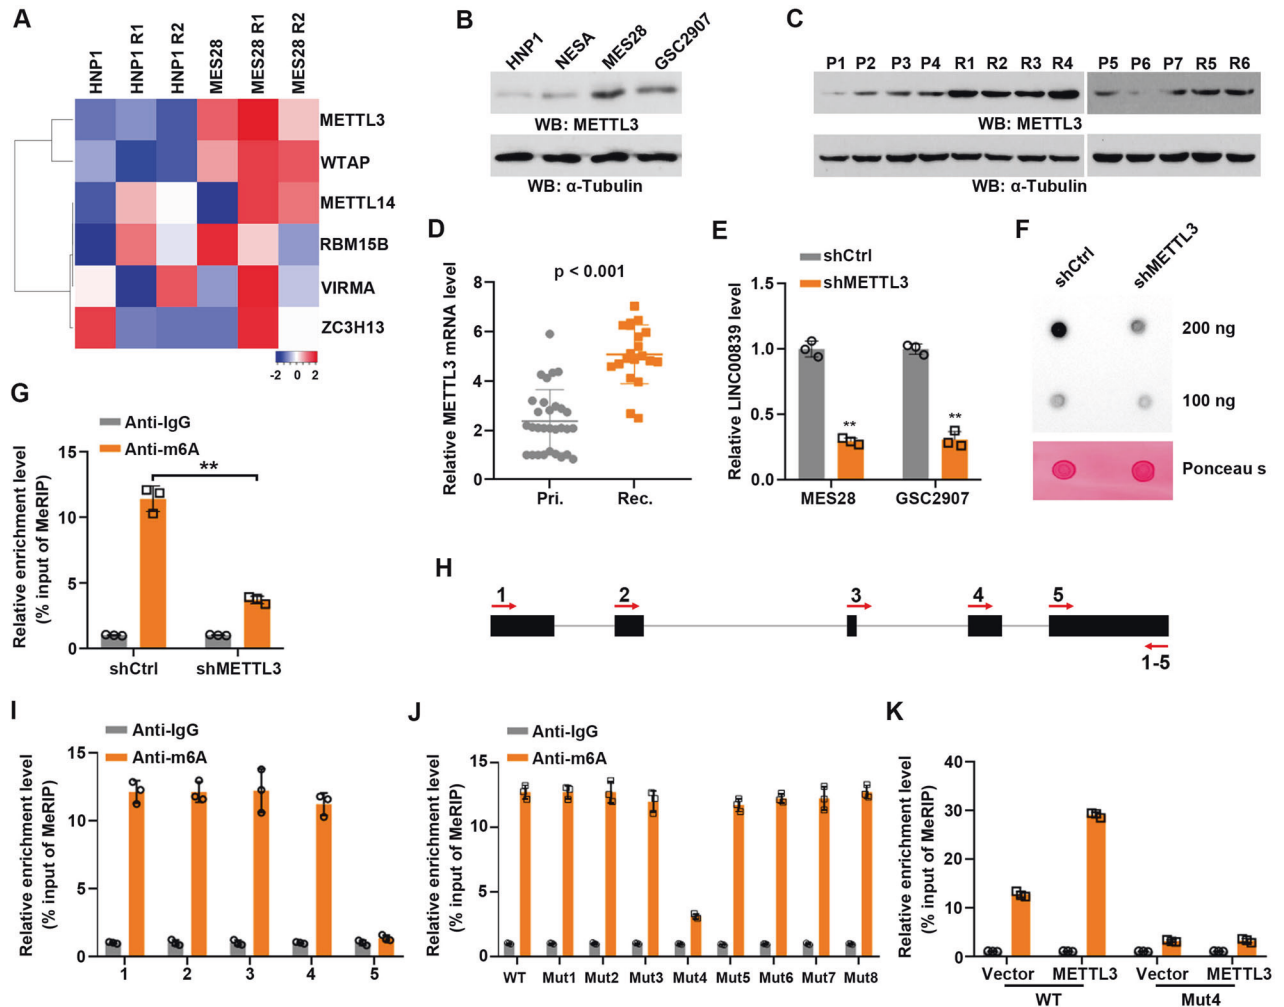 A
HNP1
HNP1 R1
HNP1 R2
MES28
MES28 R1
MES28 R2
METTL3
WTAP
METTL14
RBM15B
VIRMA
ZC3H13
-2 0 2
B
HNP1
NESA
MES28
GSC2907
WB: METTL3
WB: α-Tubulin
C
P1 P2 P3 P4 R1 R2 R3 R4 P5 P6 P7 R5 R6
WB: METTL3
WB: α-Tubulin
D
Relative METTL3 mRNA level
p < 0.001
8
6
4
2
0
Pri. Rec.
E
shCtrl
shMETTL3
Relative LINC00839 level
1.5
1.0
0.5
0.0
** **
MES28 GSC2907
F
shCtrl
shMETTL3
200 ng
100 ng
Ponceau s
G
Anti-IgG
Anti-m6A
Relative enrichment level
(% input of MeRIP)
15
10
5
0
**
shCtrl shMETTL3
H
1 2 3 4 5
1-5
I
Anti-IgG
Anti-m6A
Relative enrichment level
(% input of MeRIP)
15
10
5
0
1 2 3 4 5
J
Anti-IgG
Anti-m6A
Relative enrichment level
(% input of MeRIP)
15
10
5
0
WT Mut1 Mut2 Mut3 Mut4 Mut5 Mut6 Mut7 Mut8
K
Relative enrichment level
(% input of MeRIP)
40
30
20
10
0
Vector METTL3 Vector METTL3
WT Mut4